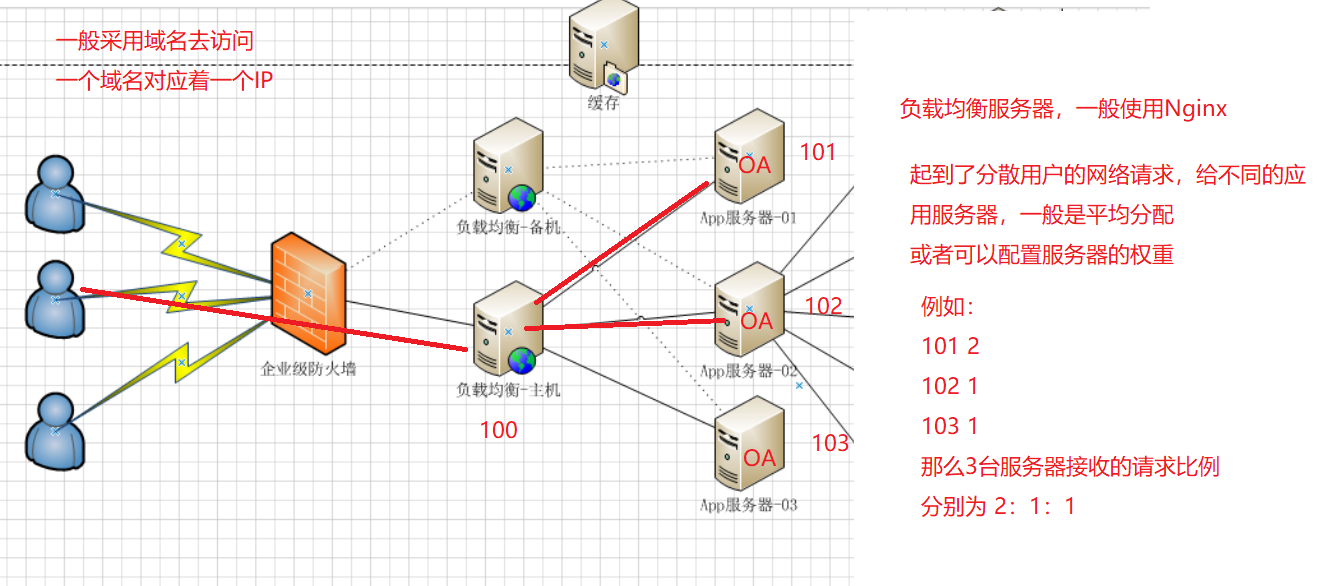 一般采用域名去访问
一个域名对应着一个IP
缓存
负载均衡服务器，一般使用Nginx
OA
101
起到了分散用户的网络请求，给不同的应
用服务器，一般是平均分配
或者可以配置服务器的权重
App服务器-01
负载均衡-备机
例如：
101 2
102 1
103 1
那么3台服务器接收的请求比例
分别为 2：1：1
OA
102
企业级防火墙
App服务器-02
负载均衡-主机
100
OA
103
App服务器-03